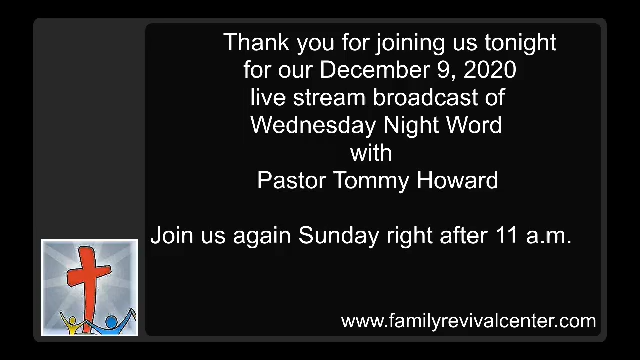 Thank you for joining us tonight
for our December 9, 2020
live stream broadcast of
Wednesday Night Word
with
Pastor Tommy Howard
Join us again Sunday right after 11 a.m.
www.familyrevivalcenter.com